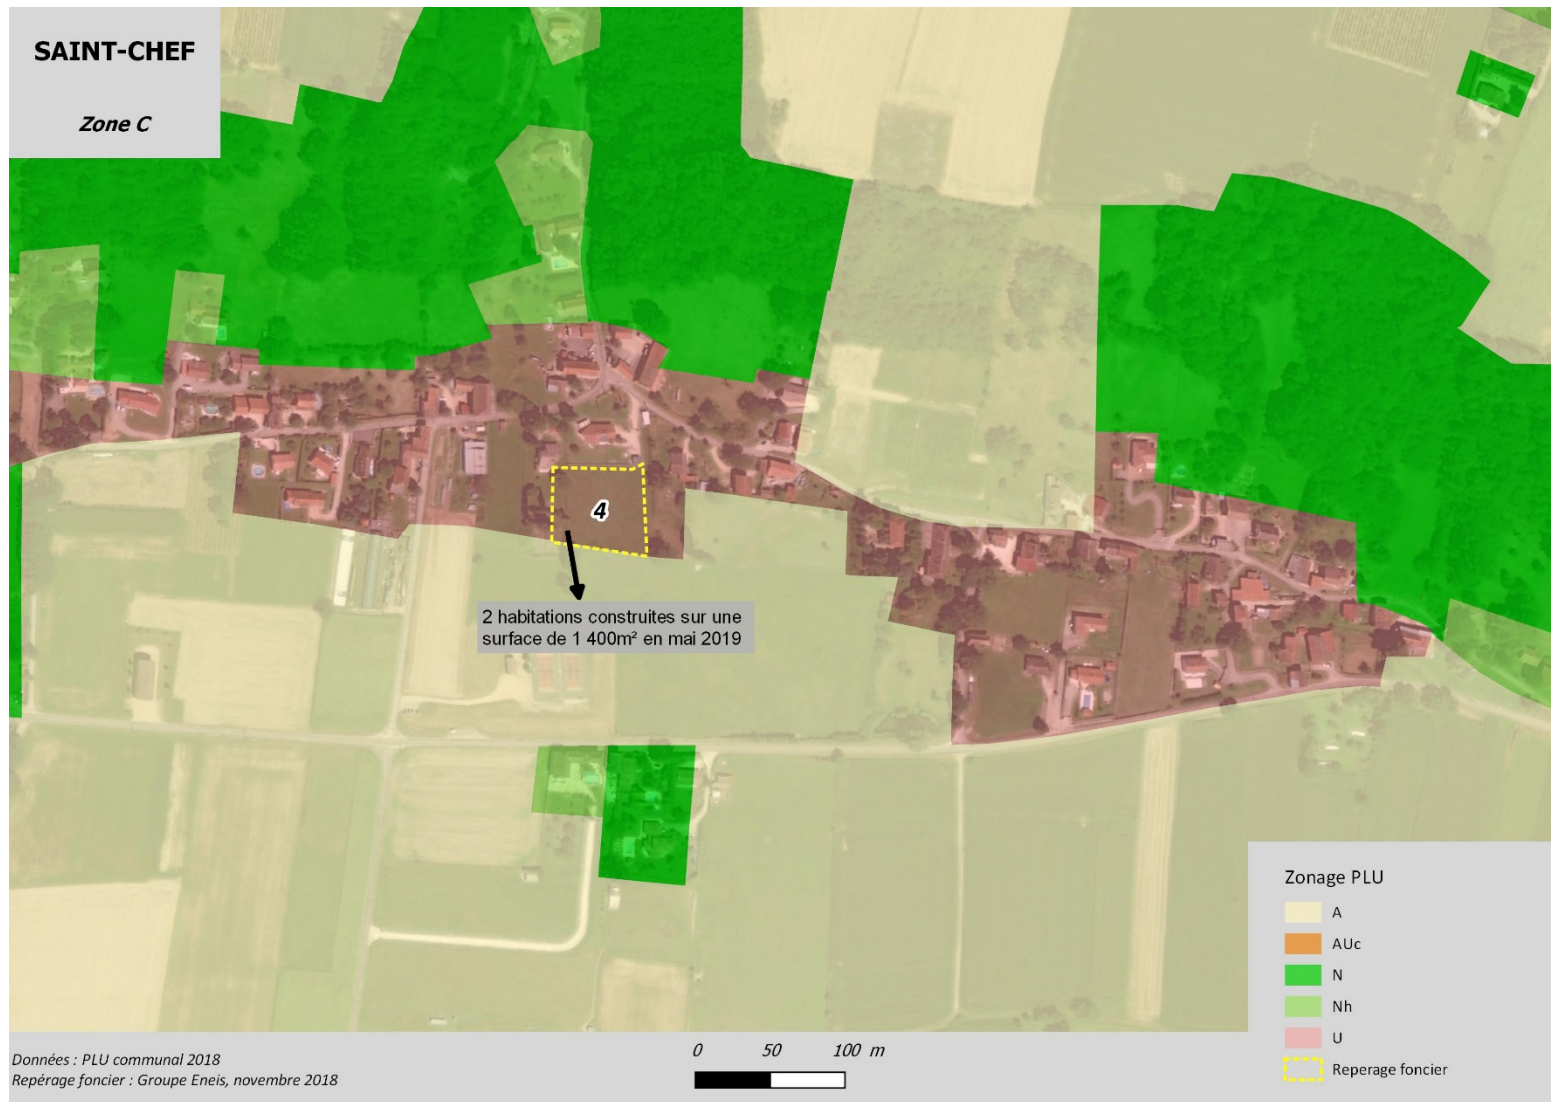 SAINT-CHEF
Zone C
4
2 habitations construites sur une
surface de 1 400m² en mai 2019
Zonage PLU
A
AUc
N
Nh
U
Reperage foncier
Données : PLU communal 2018
Repérage foncier : Groupe Eneis, novembre 2018
0 50 100 m